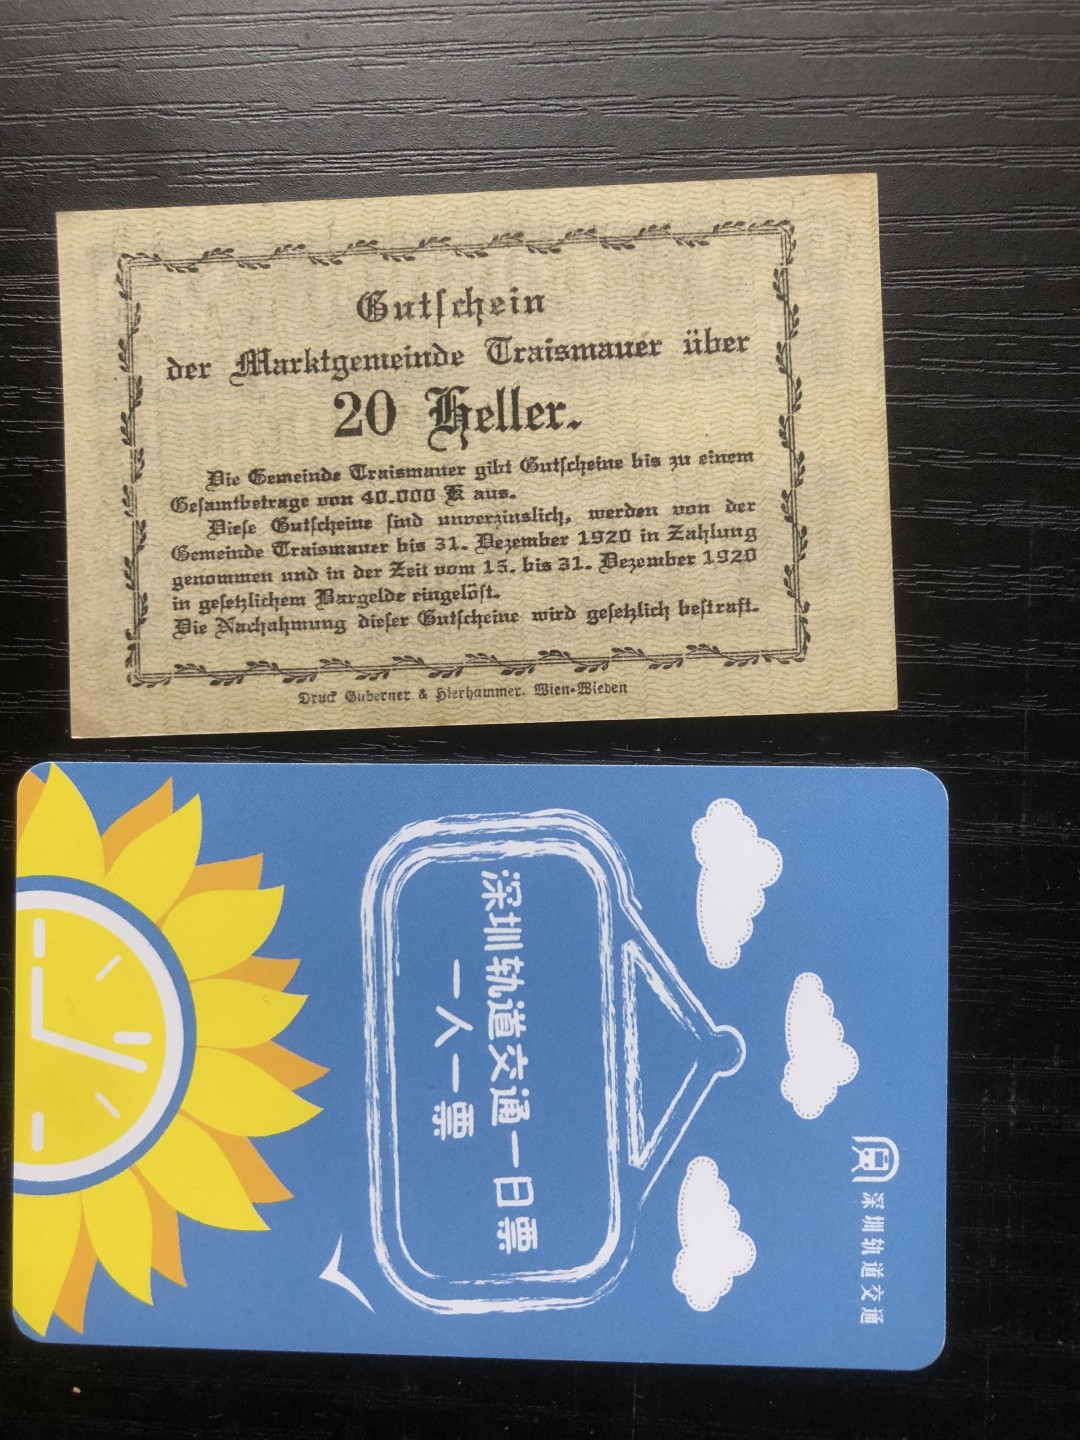 Gutschein
der Marktgemeinde Traismauer über
20 Heller.
Die Gemeinde Traismauer gibt Gutscheine bis zu einem
Gesamtbetrage von 40.000 K aus.
Diese Gutscheine sind unverzinslich, werden von der
Gemeinde Traismauer bis 31. Dezember 1920 in Zahlung
genommen und in der Zeit vom 15. bis 31. Dezember 1920
in gesetzlichem Bargelde eingelöst.
Die Nachahmung dieser Gutscheine wird gesetzlich bestraft.
Druck Guberner & Hierhammer, Wien-Wieden
深圳轨道交通
深圳轨道交通一日票
一人一票